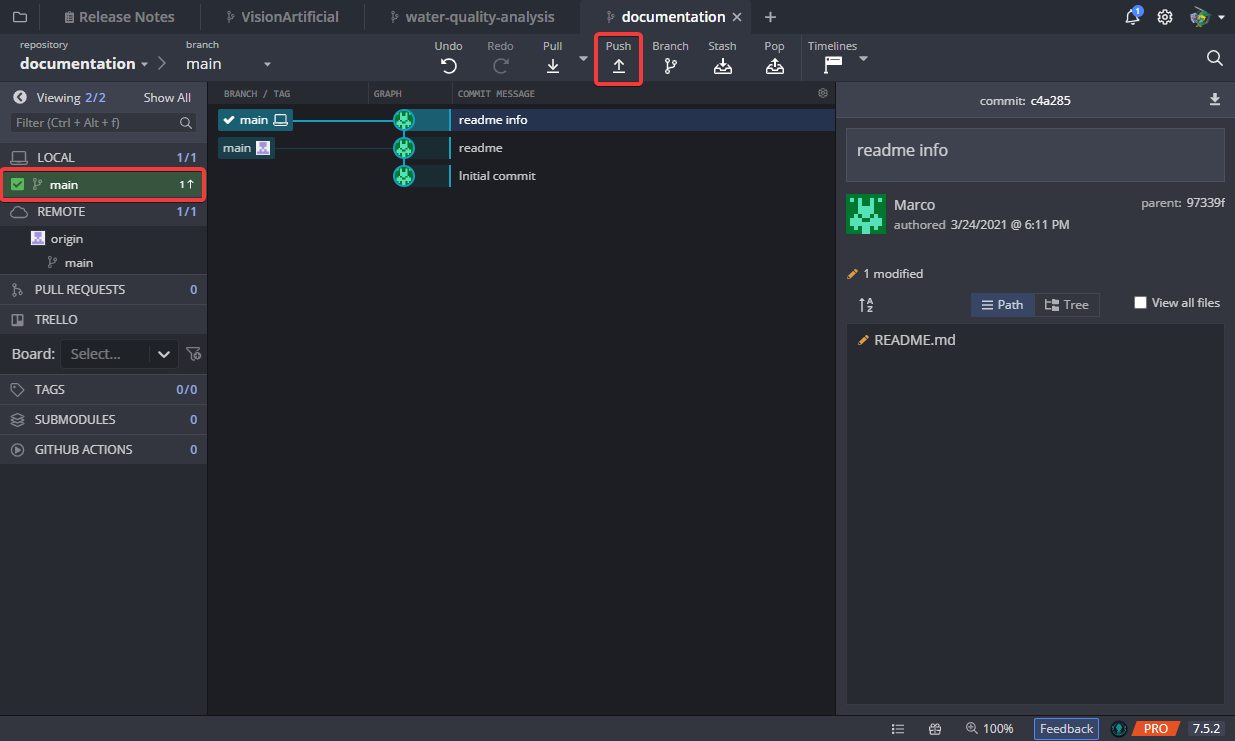 Release Notes VisionArtificial water-quality-analysis documentation 1
repository branch
documentation main
Undo Redo Pull Push Branch Stash Pop Timelines
Viewing 2/2 Show All
Filter (Ctrl + Alt + f)
LOCAL 1/1
main 1↑
REMOTE 1/1
origin
main
PULL REQUESTS 0
TRELLO
Board: Select...
TAGS 0/0
SUBMODULES 0
GITHUB ACTIONS 0
BRANCH / TAG GRAPH COMMIT MESSAGE
main readme info
main readme
Initial commit
commit: c4a285
readme info
Marco parent: 97339f
authored 3/24/2021 @ 6:11 PM
1 modified
A Z Path Tree View all files
README.md
100% Feedback PRO 7.5.2